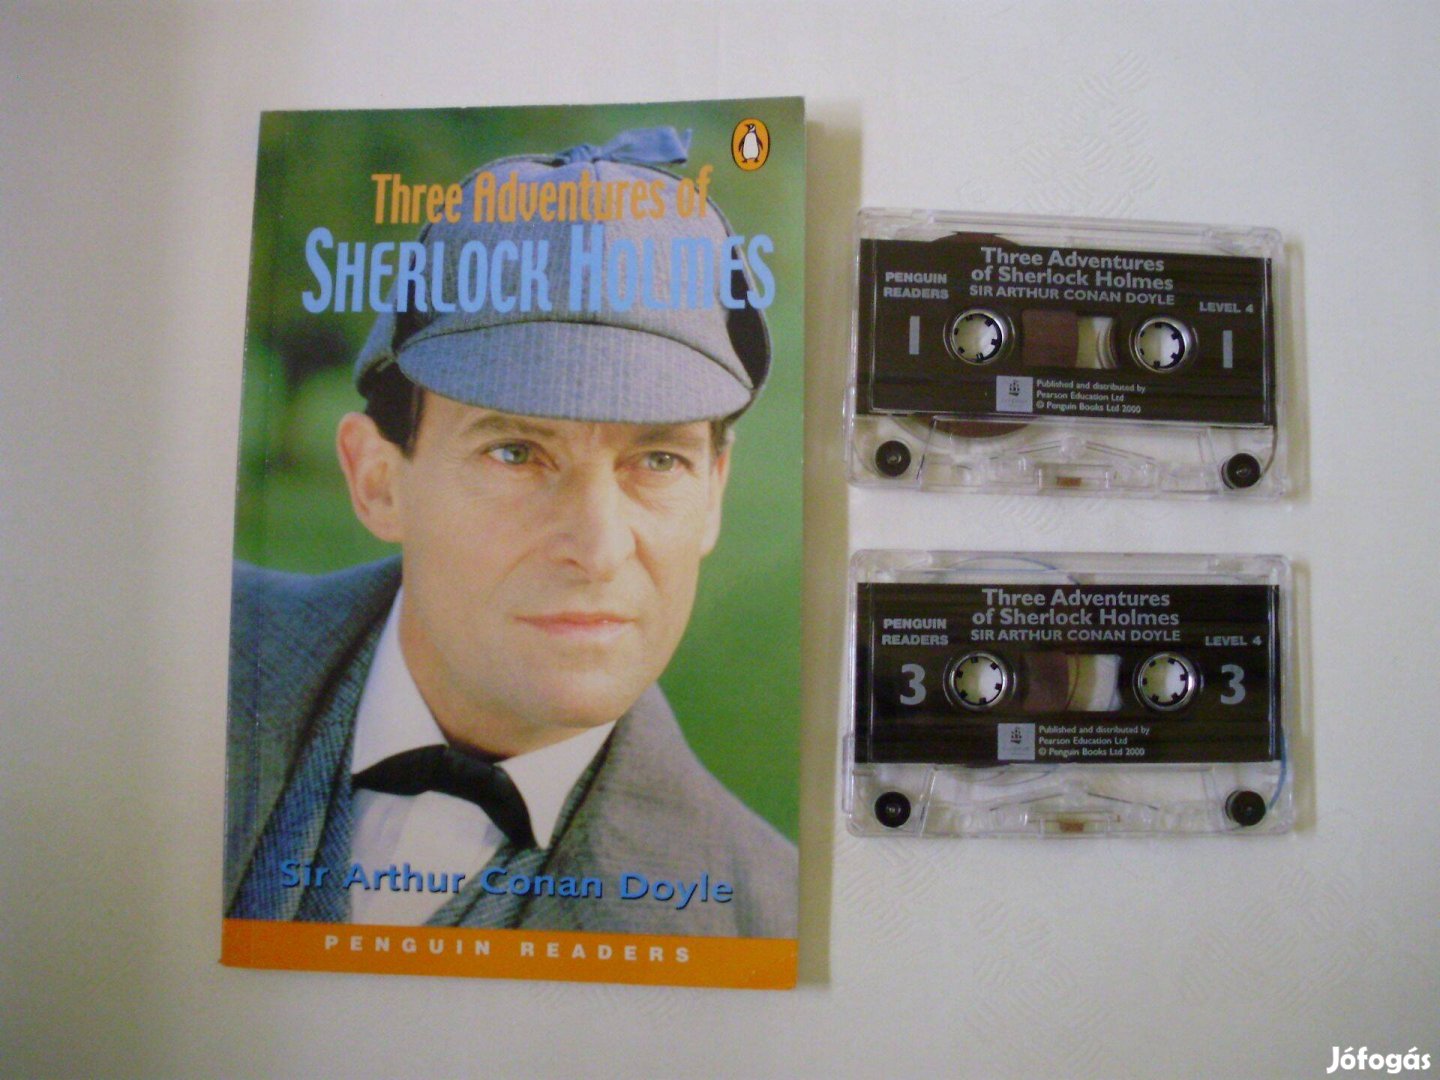 Three Adventures of
SHERLOCK HOLMES
Sir Arthur Conan Doyle
PENGUIN READERS
Three Adventures
of Sherlock Holmes
SIR ARTHUR CONAN DOYLE
PENGUIN
READERS
LEVEL 4
1
1
Published and distributed by
Pearson Education Ltd
© Penguin Books Ltd 2000
Three Adventures
of Sherlock Holmes
SIR ARTHUR CONAN DOYLE
PENGUIN
READERS
LEVEL 4
3
3
Published and distributed by
Pearson Education Ltd
© Penguin Books Ltd 2000
Jófogás